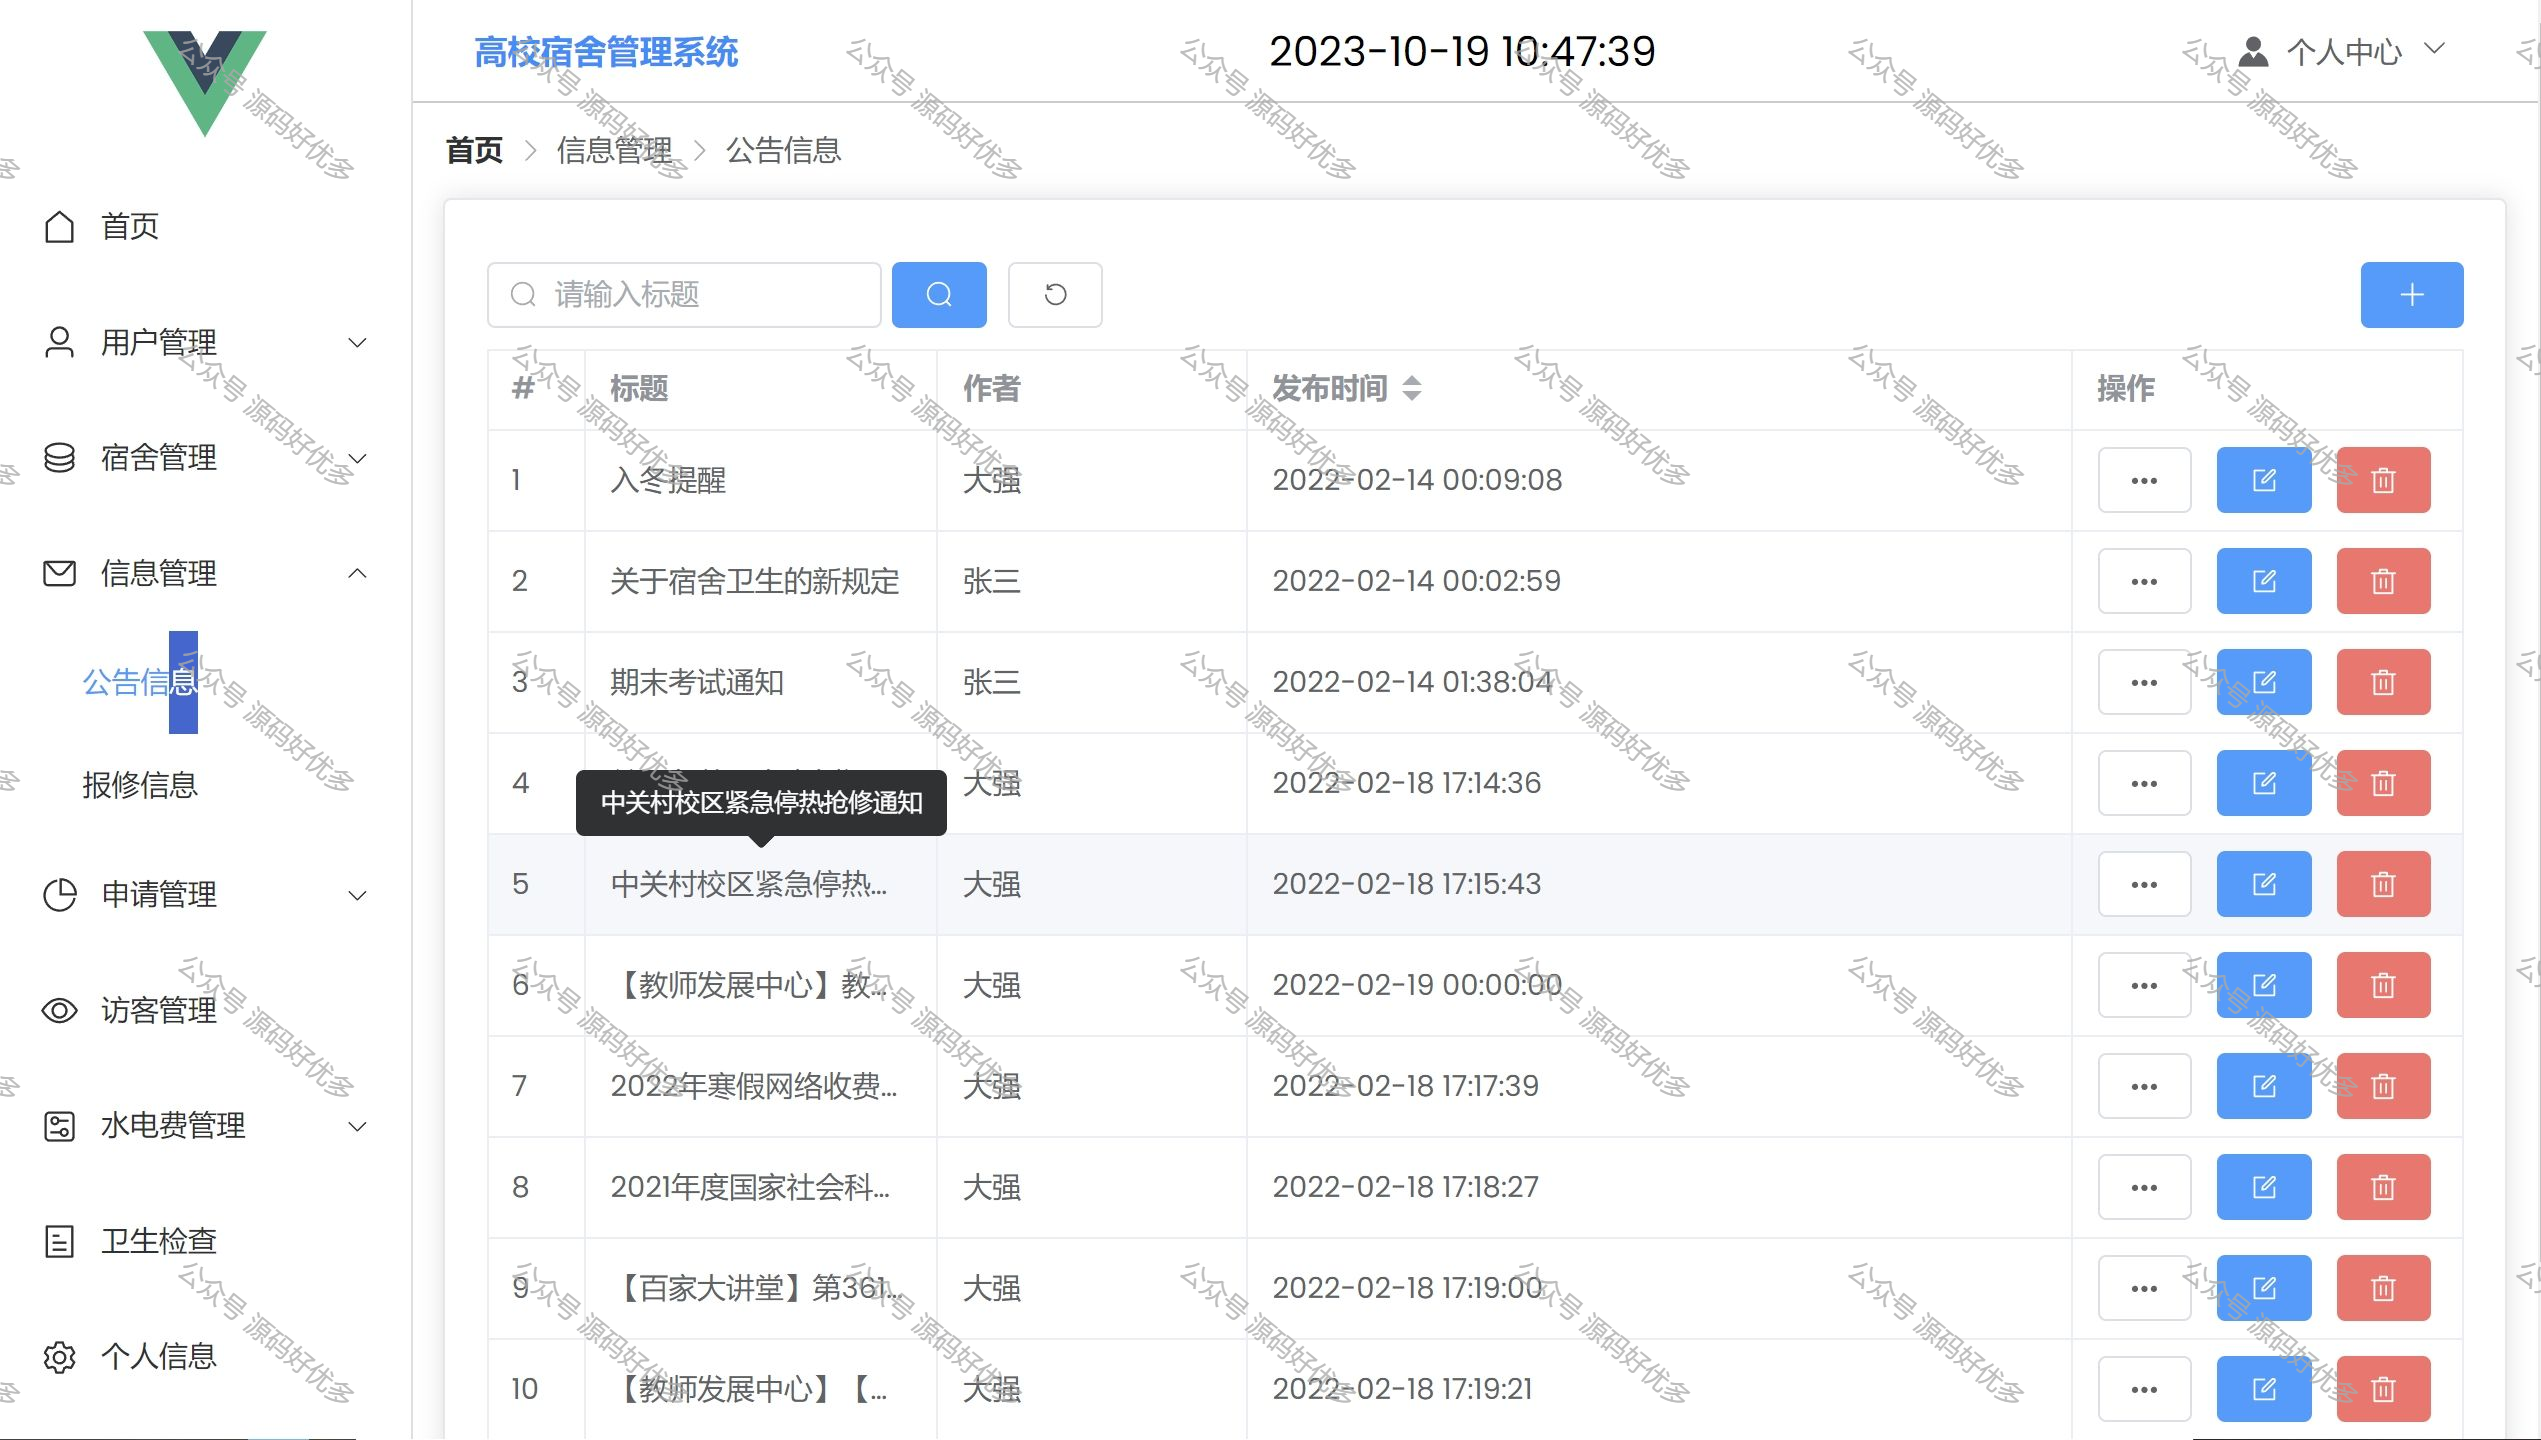 高校宿舍管理系统
2023-10-19 10:47:39
个人中心
首页 > 信息管理 > 公告信息
首页
用户管理
宿舍管理
信息管理
公告信息
报修信息
申请管理
访客管理
水电费管理
卫生检查
个人信息
请输入标题
# 标题 作者 发布时间 操作
1 入冬提醒 大强 2022-02-14 00:09:08
2 关于宿舍卫生的新规定 张三 2022-02-14 00:02:59
3 期末考试通知 张三 2022-02-14 01:38:04
4 大强 2022-02-18 17:14:36
中关村校区紧急停热抢修通知
5 中关村校区紧急停热... 大强 2022-02-18 17:15:43
6 【教师发展中心】教... 大强 2022-02-19 00:00:00
7 2022年寒假网络收费... 大强 2022-02-18 17:17:39
8 2021年度国家社会科... 大强 2022-02-18 17:18:27
9 【百家大讲堂】第361... 大强 2022-02-18 17:19:00
10 【教师发展中心】【... 大强 2022-02-18 17:19:21
公众号 源码好优多